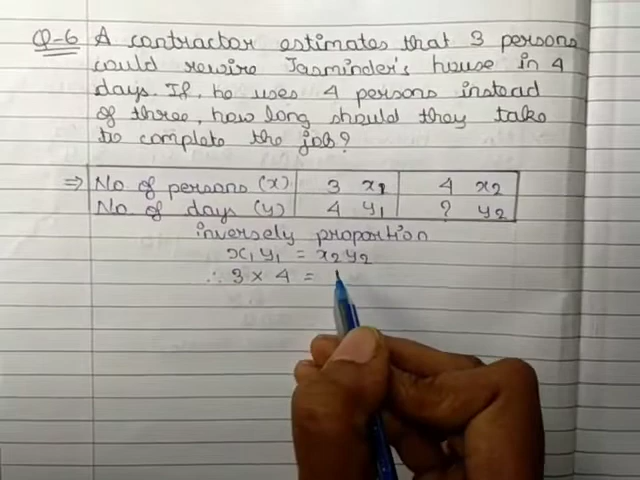 Q-6 A contractor estimates that 3 persons
could rewire Jasminder's house in 4
days. If, he uses 4 persons instead
of three, how long should they take
to complete the job?
⇒ No of persons (x) 3 x1 4 x2
No of days (y) 4 y1 ? y2
inversely proportion
x1 y1 = x2 y2
∴ 3 × 4 =